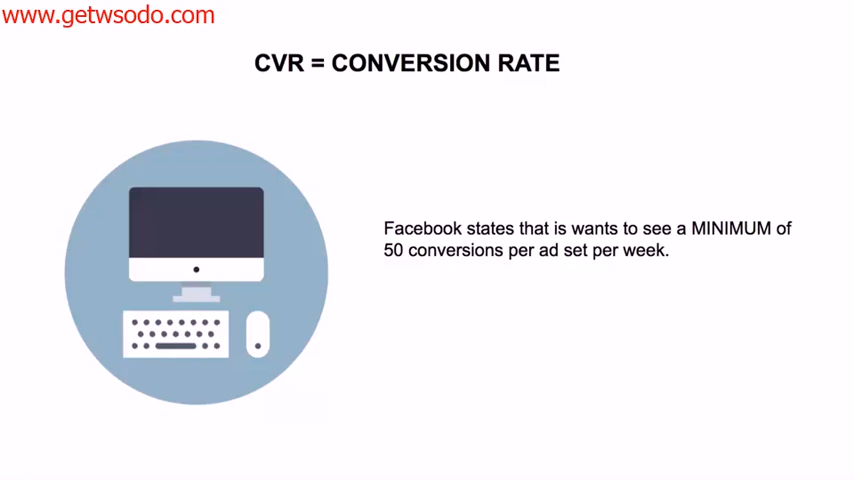 www.getwsodo.com
CVR = CONVERSION RATE
Facebook states that is wants to see a MINIMUM of
50 conversions per ad set per week.